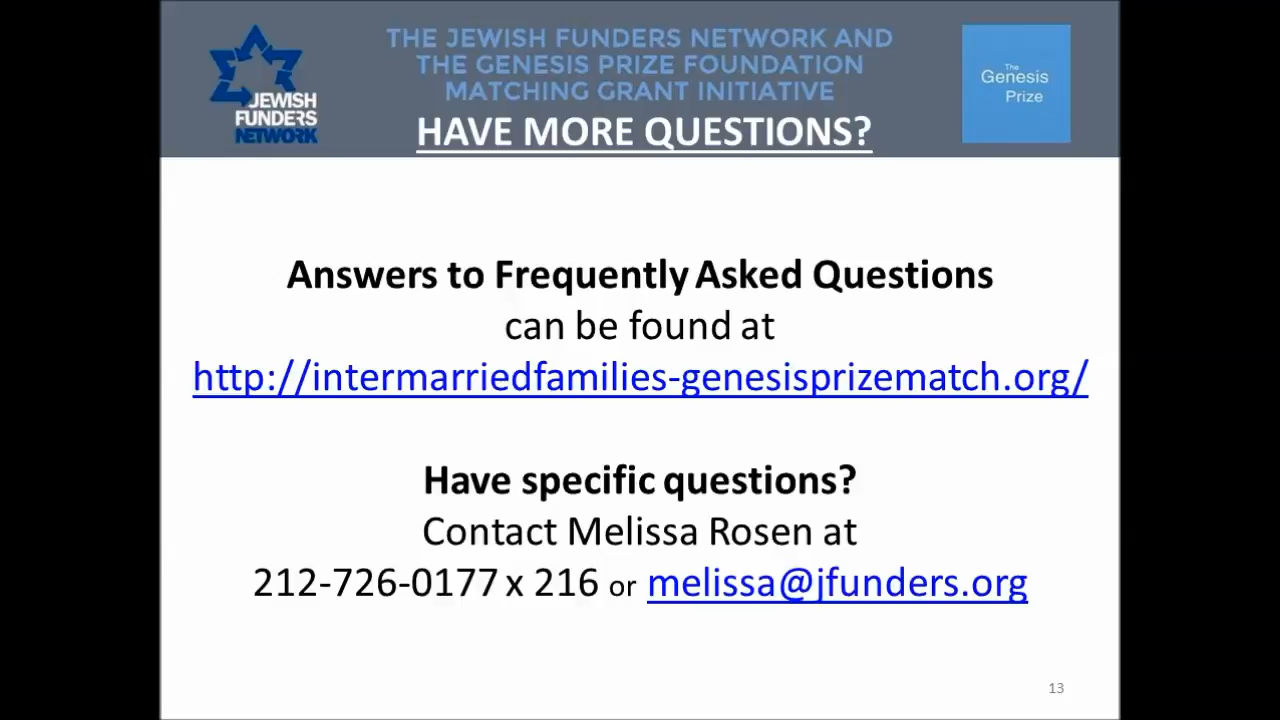 JEWISH
FUNDERS
NETWORK
THE JEWISH FUNDERS NETWORK AND
THE GENESIS PRIZE FOUNDATION
MATCHING GRANT INITIATIVE
HAVE MORE QUESTIONS?
The
Genesis
Prize
Answers to Frequently Asked Questions
can be found at
http://intermarriedfamilies-genesisprizematch.org/
Have specific questions?
Contact Melissa Rosen at
212-726-0177 x 216 or melissa@jfunders.org
13